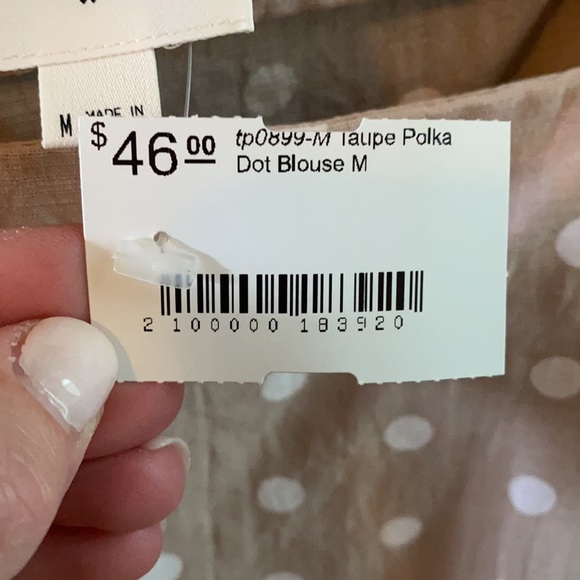 M MADE IN
$46.00 tp0899-M Taupe Polka
Dot Blouse M
2 100000 183920